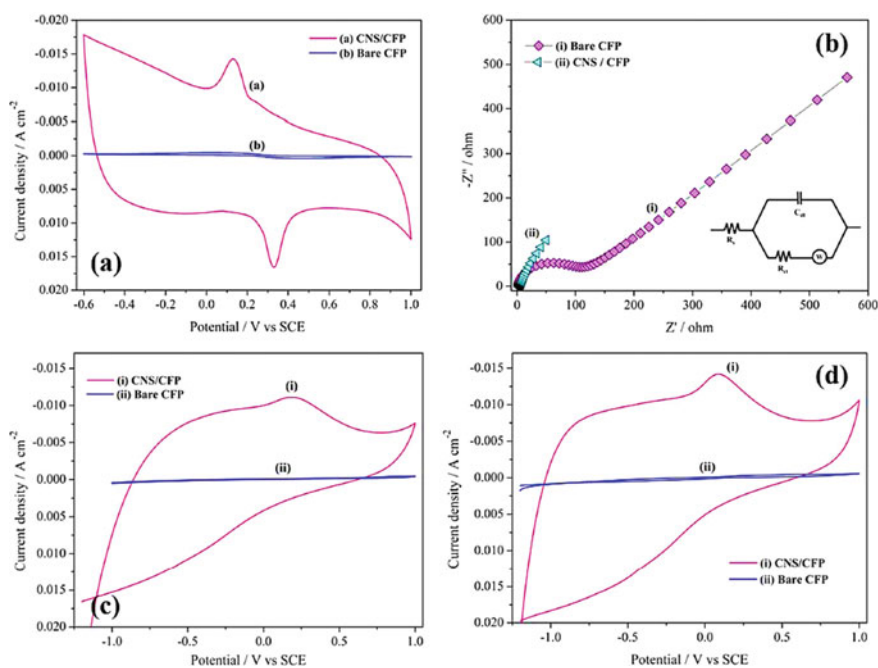 -0.020
-0.015
-0.010
-0.005
0.000
0.005
0.010
0.015
0.020
Current density / A cm-2
(a) CNS/CFP
(b) Bare CFP
(a)
(b)
(a)
-0.6 -0.4 -0.2 0.0 0.2 0.4 0.6 0.8 1.0
Potential / V vs SCE
600
500
400
300
200
100
0
-Z" / ohm
(i) Bare CFP
(ii) CNS / CFP
(b)
(i)
(ii)
Rs
Cdl
Rct
W
0 100 200 300 400 500 600
Z' / ohm
-0.015
-0.010
-0.005
0.000
0.005
0.010
0.015
0.020
Current density / A cm-2
(i) CNS/CFP
(ii) Bare CFP
(i)
(ii)
(c)
-1.0 -0.5 0.0 0.5 1.0
Potential / V vs SCE
-0.015
-0.010
-0.005
0.000
0.005
0.010
0.015
0.020
Current density / A cm-2
(d)
(i)
(ii)
(i) CNS/CFP
(ii) Bare CFP
-1.0 -0.5 0.0 0.5 1.0
Potential / V vs SCE